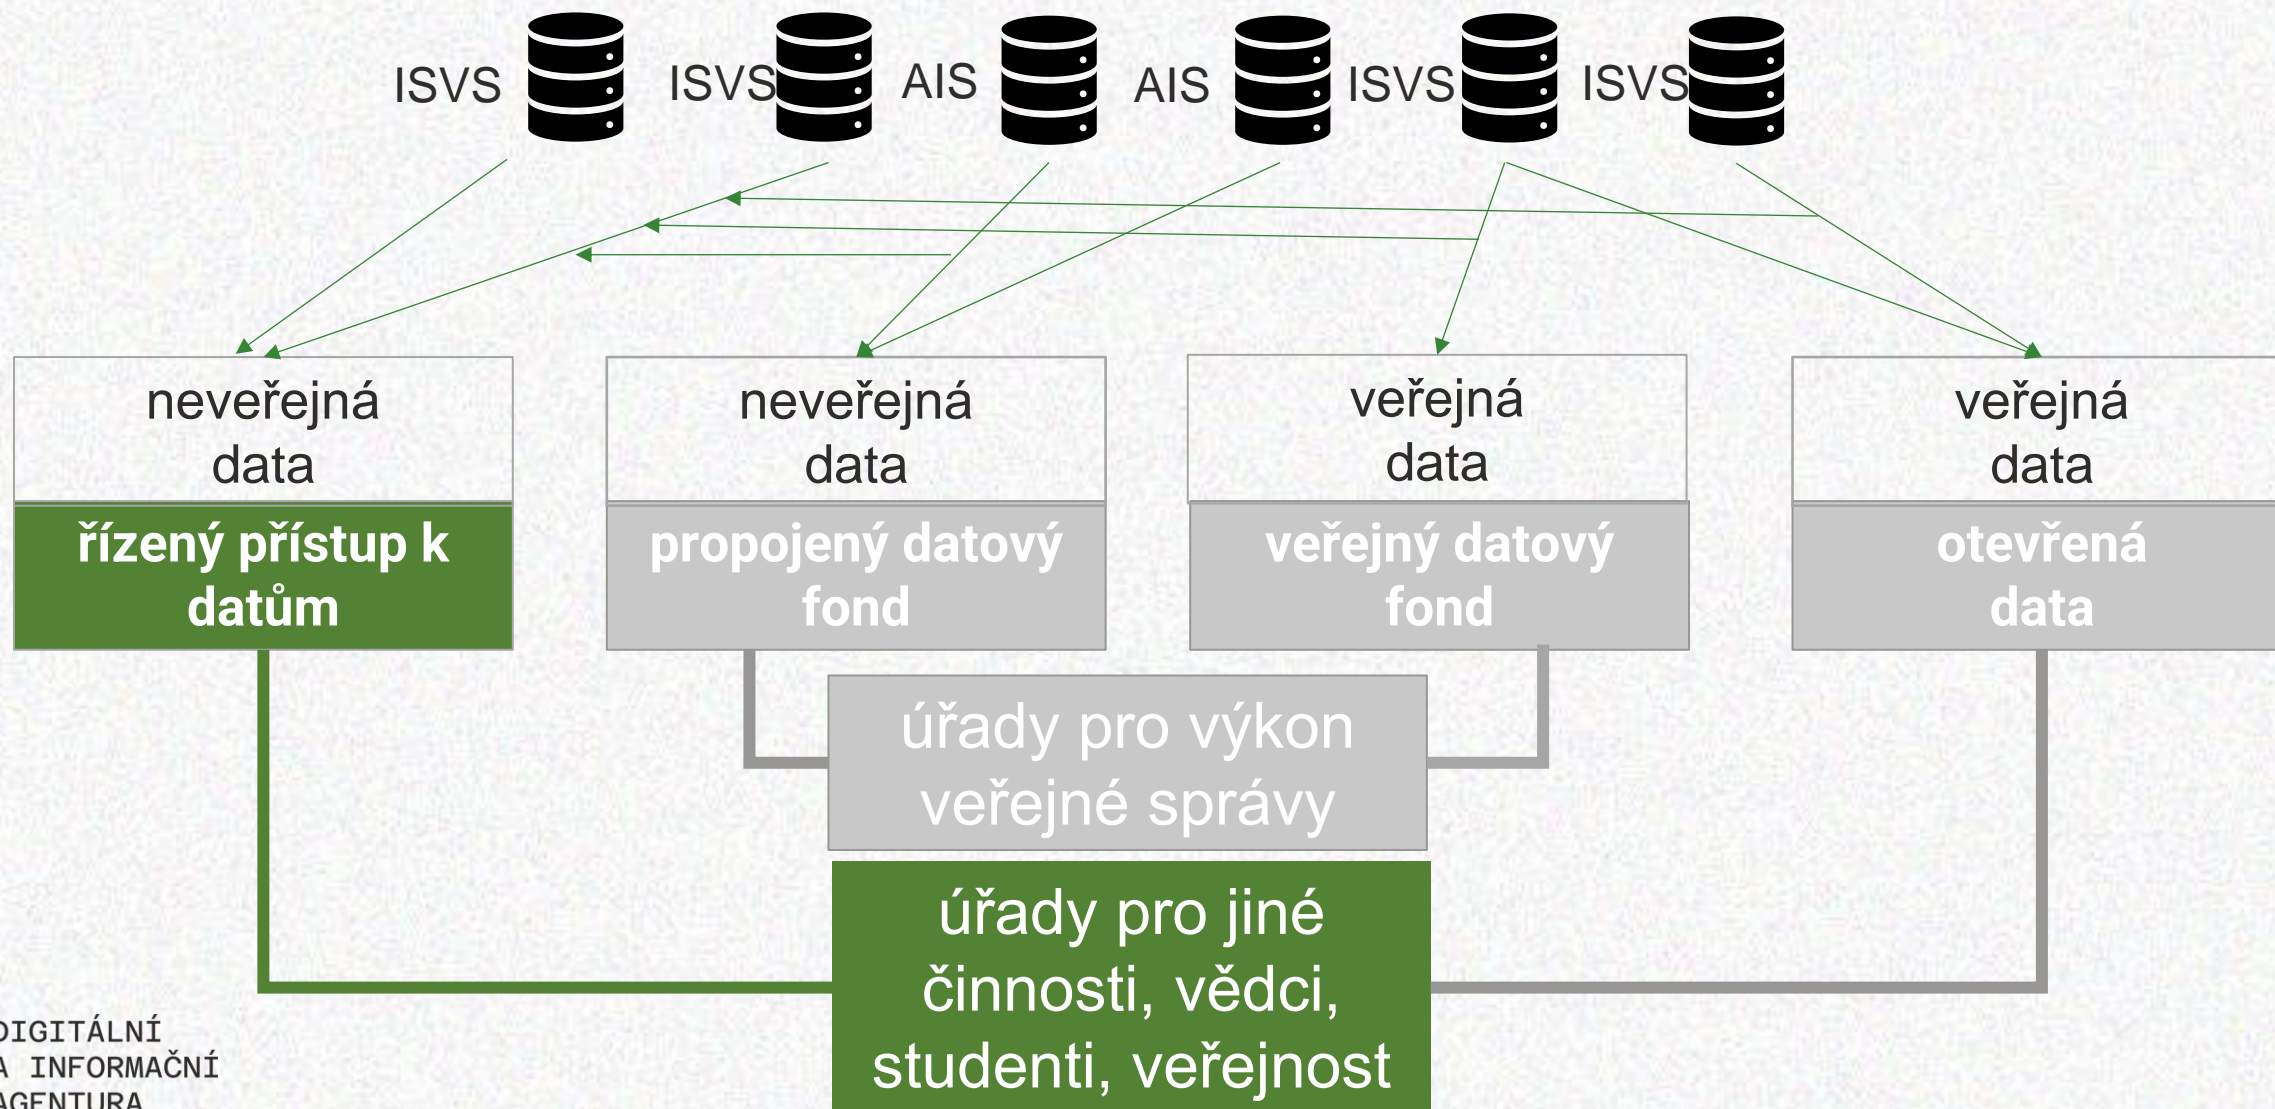 ISVS
ISVS
AIS
AIS
ISVS
ISVS
neveřejná
data
řízený přístup k
datům
neveřejná
data
propojený datový
fond
veřejná
data
veřejný datový
fond
veřejná
data
otevřená
data
úřady pro výkon
veřejné správy
úřady pro jiné
činnosti, vědci,
studenti, veřejnost
DIGITÁLNÍ
A INFORMAČNÍ
AGENTURA